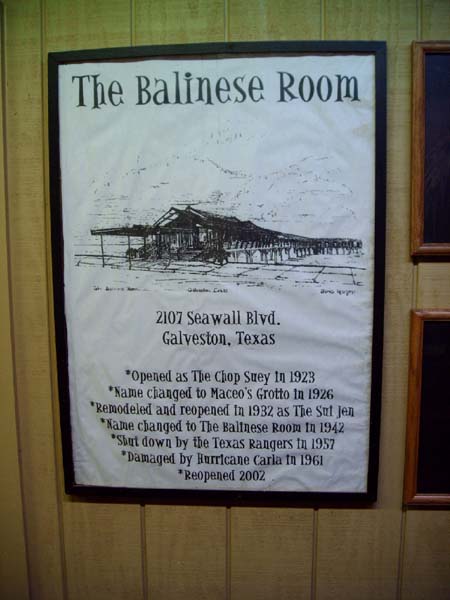 The Balinese Room
Galveston, Texas
2107 Seawall Blvd.
Galveston, Texas
*Opened as The Chop Suey in 1923
*Name changed to Maceo's Grotto in 1926
*Remodeled and reopened in 1932 as The Sui Jen
*Name changed to The Balinese Room in 1942
*Shut down by the Texas Rangers in 1957
*Damaged by Hurricane Carla in 1961
*Reopened 2002